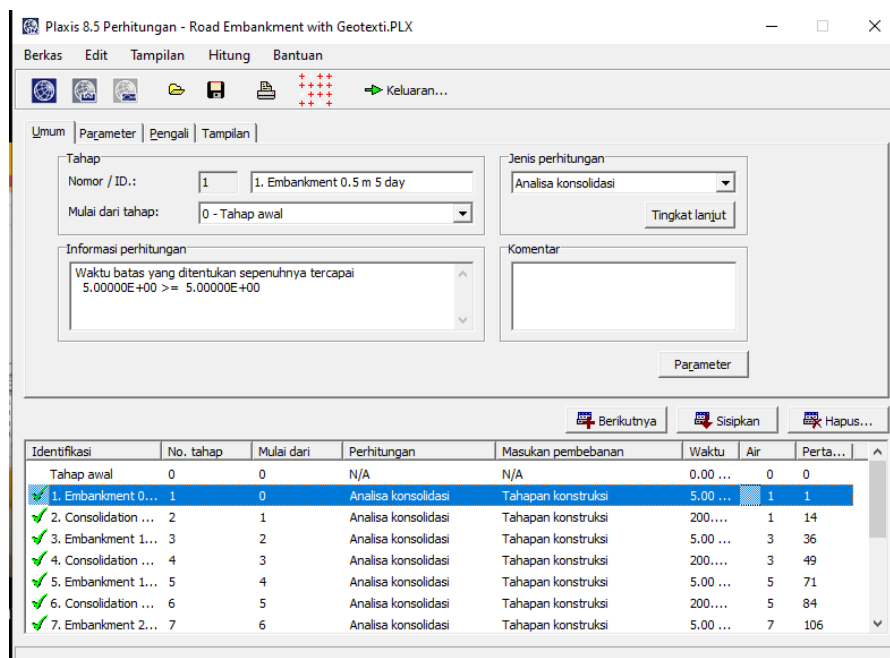 Plaxis 8.5 Perhitungan - Road Embankment with Geotexti.PLX
Berkas Edit Tampilan Hitung Bantuan
Keluaran...
Umum Parameter Pengali Tampilan
Tahap
Nomor / ID.: 1 1. Embankment 0.5 m 5 day
Mulai dari tahap: 0 - Tahap awal
Jenis perhitungan
Analisa konsolidasi
Tingkat lanjut
Informasi perhitungan
Waktu batas yang ditentukan sepenuhnya tercapai
5.00000E+00 >= 5.00000E+00
Komentar
Parameter
Berikutnya Sisipkan Hapus...
Identifikasi No. tahap Mulai dari Perhitungan Masukan pembebanan Waktu Air Perta...
Tahap awal 0 0 N/A N/A 0.00 ... 0 0
1. Embankment 0... 1 0 Analisa konsolidasi Tahapan konstruksi 5.00 ... 1 1
2. Consolidation ... 2 1 Analisa konsolidasi Tahapan konstruksi 200.... 1 14
3. Embankment 1... 3 2 Analisa konsolidasi Tahapan konstruksi 5.00 ... 3 36
4. Consolidation ... 4 3 Analisa konsolidasi Tahapan konstruksi 200.... 3 49
5. Embankment 1... 5 4 Analisa konsolidasi Tahapan konstruksi 5.00 ... 5 71
6. Consolidation ... 6 5 Analisa konsolidasi Tahapan konstruksi 200.... 5 84
7. Embankment 2... 7 6 Analisa konsolidasi Tahapan konstruksi 5.00 ... 7 106